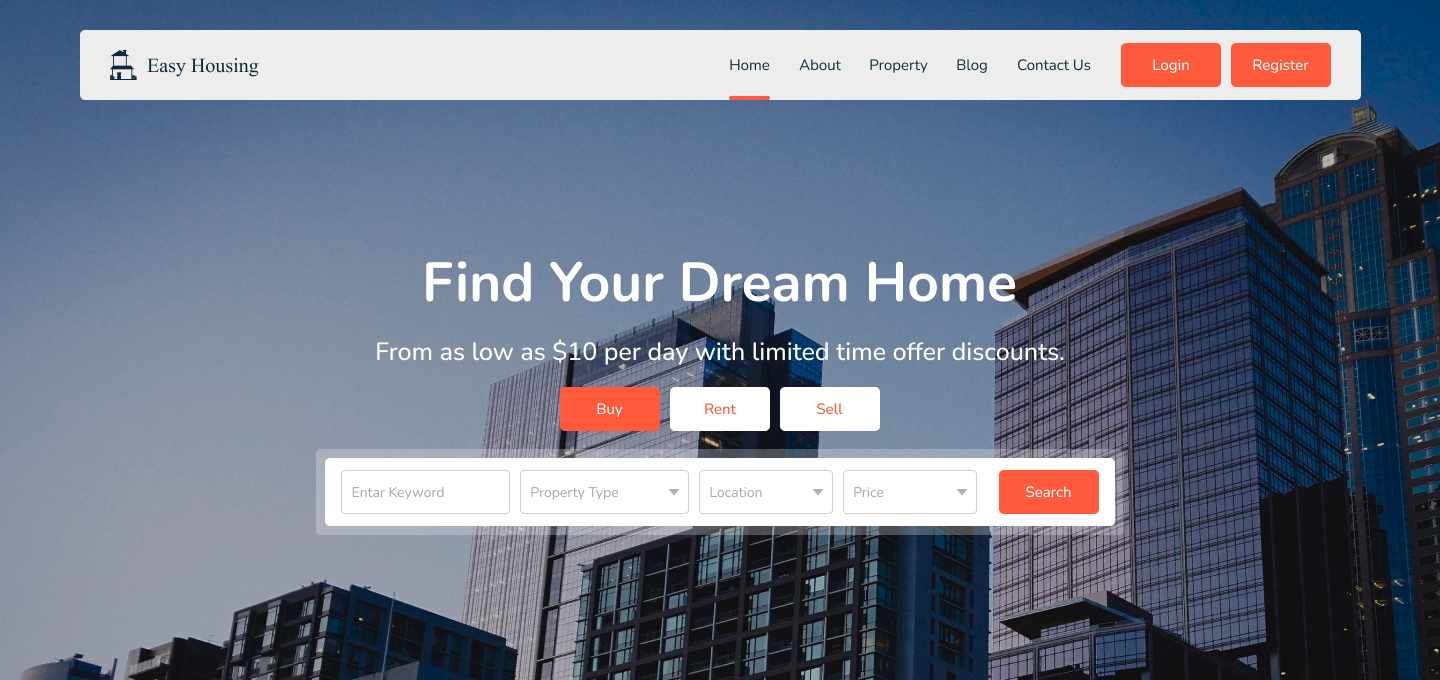 Easy Housing
Home About Property Blog Contact Us Login Register
Find Your Dream Home
From as low as $10 per day with limited time offer discounts.
Buy Rent Sell
Entar Keyword Property Type Location Price Search